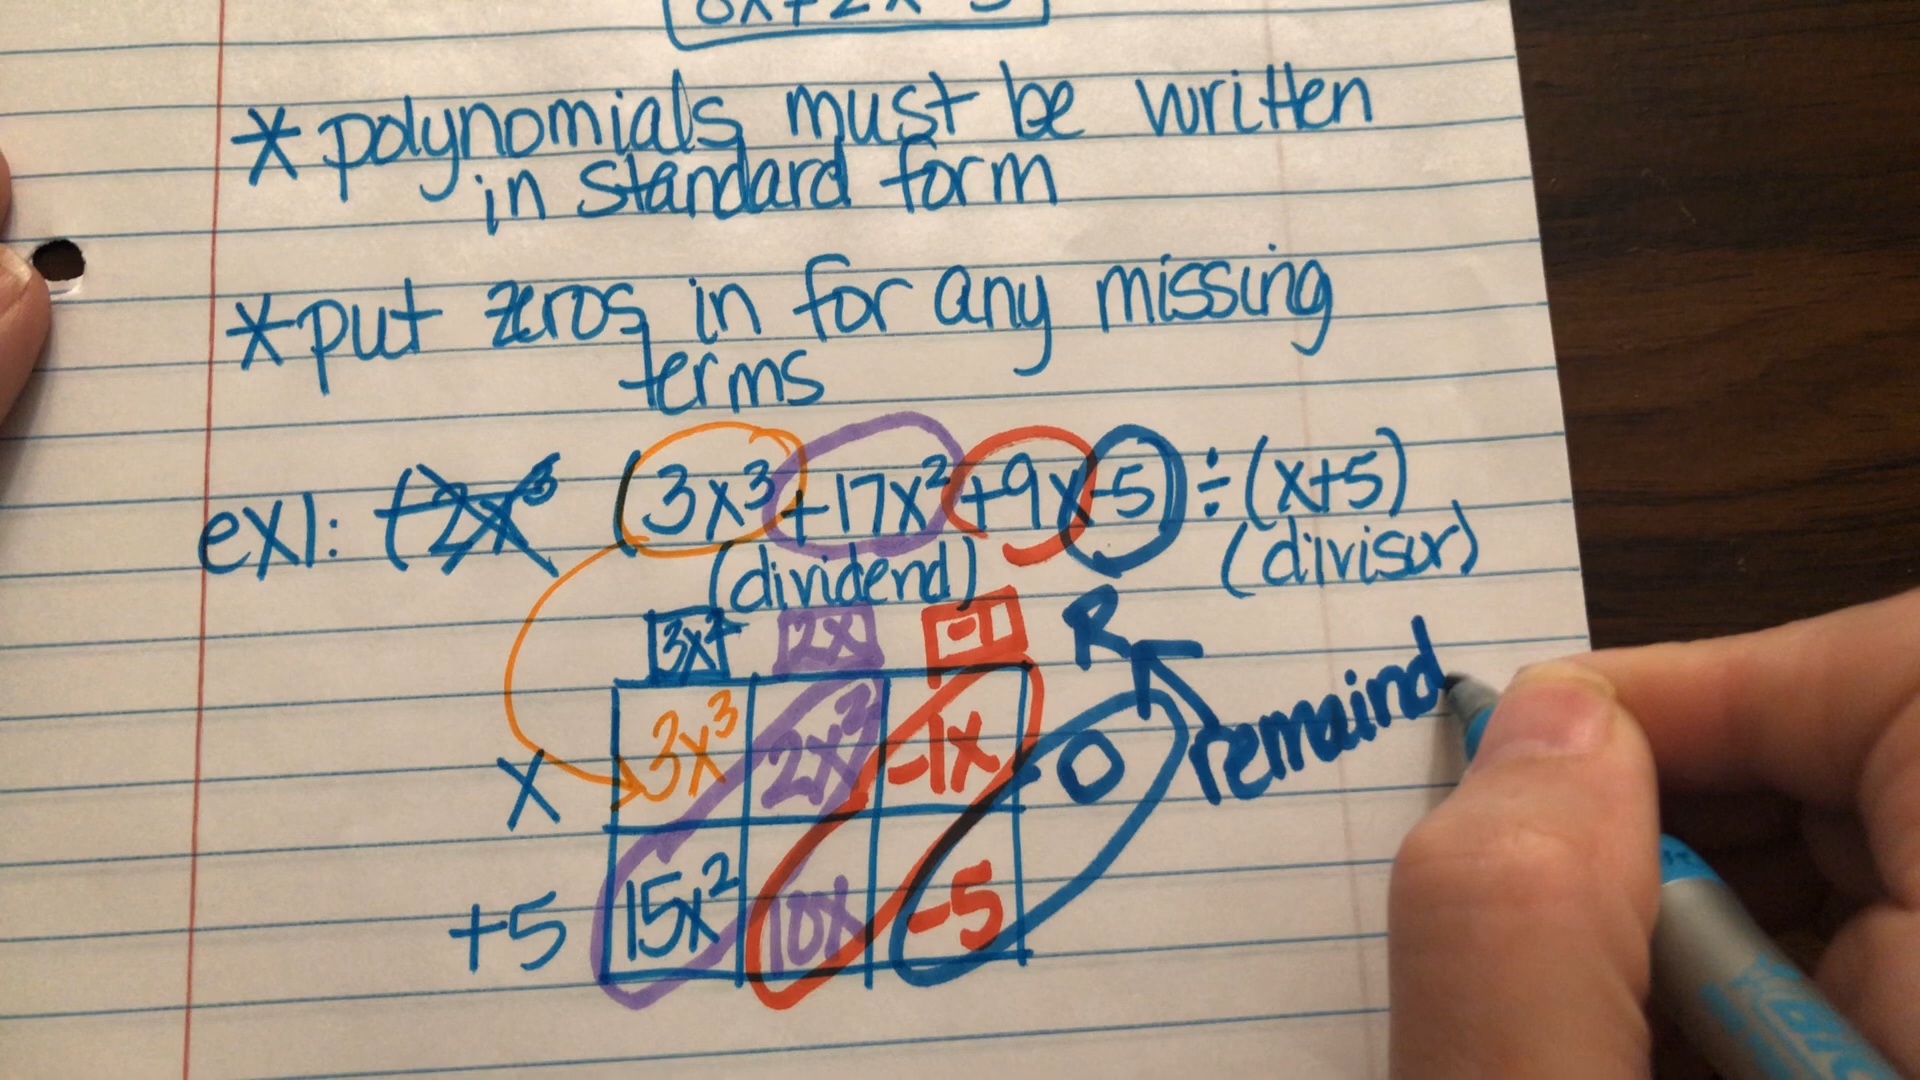 * polynomials must be written
in standard form
* put zeros in for any missing
terms
ex1: (2x³ (3x³+17x²+9x-5)÷(x+5)
(dividend) (divisor)
3x² 2x -1 R
x 3x³ 2x² -1x 0 remaind
+5 15x² 10x -5